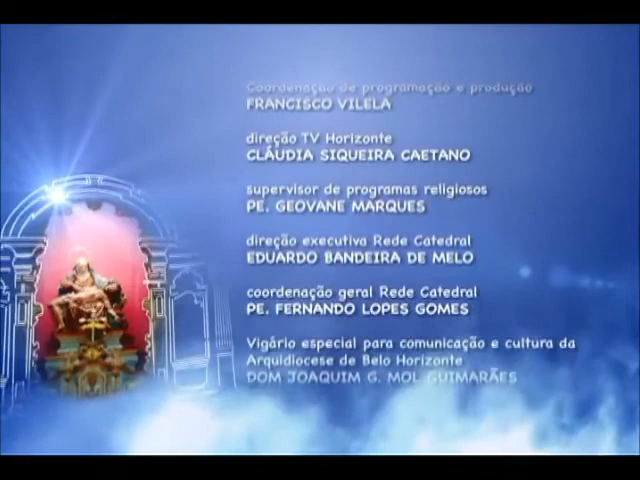 Coordenação de programação e produção
FRANCISCO VILELA
direção TV Horizonte
CLÁUDIA SIQUEIRA CAETANO
supervisor de programas religiosos
PE. GEOVANE MARQUES
direção executiva Rede Catedral
EDUARDO BANDEIRA DE MELO
coordenação geral Rede Catedral
PE. FERNANDO LOPES GOMES
Vigário especial para comunicação e cultura da
Arquidiocese de Belo Horizonte
DOM JOAQUIM G. MOL GUIMARÃES